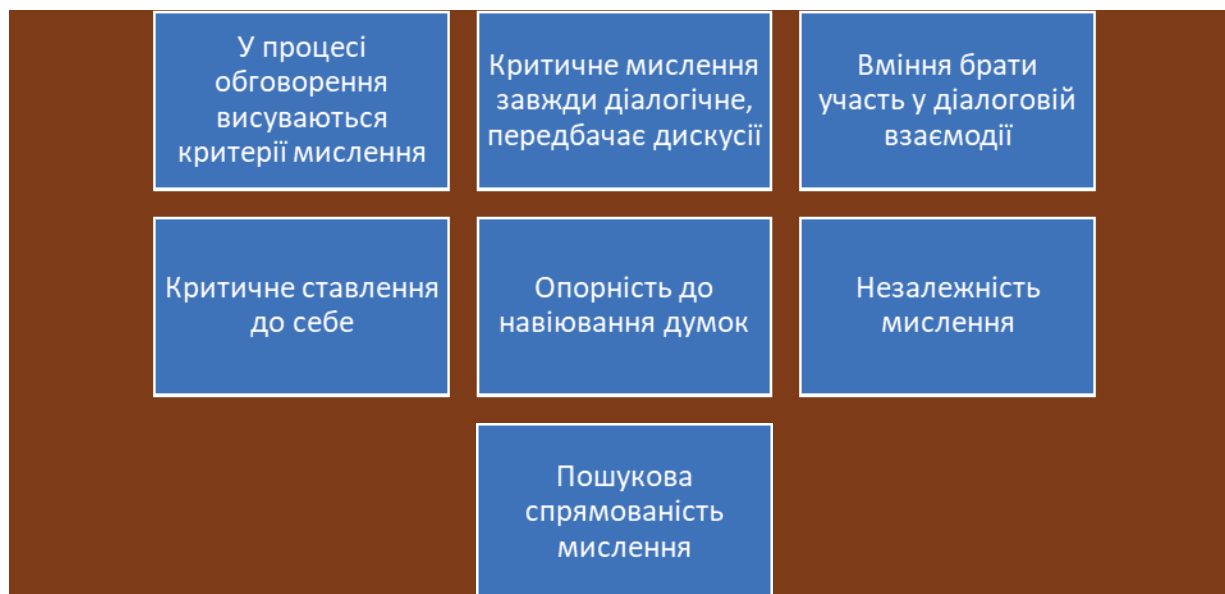 У процесі
обговорення
висуваються
критерії мислення
Критичне мислення
завжди діалогічне,
передбачає дискусії
Вміння брати
участь у діалоговій
взаємодії
Критичне ставлення
до себе
Опорність до
навіювання думок
Незалежність
мислення
Пошукова
спрямованість
мислення